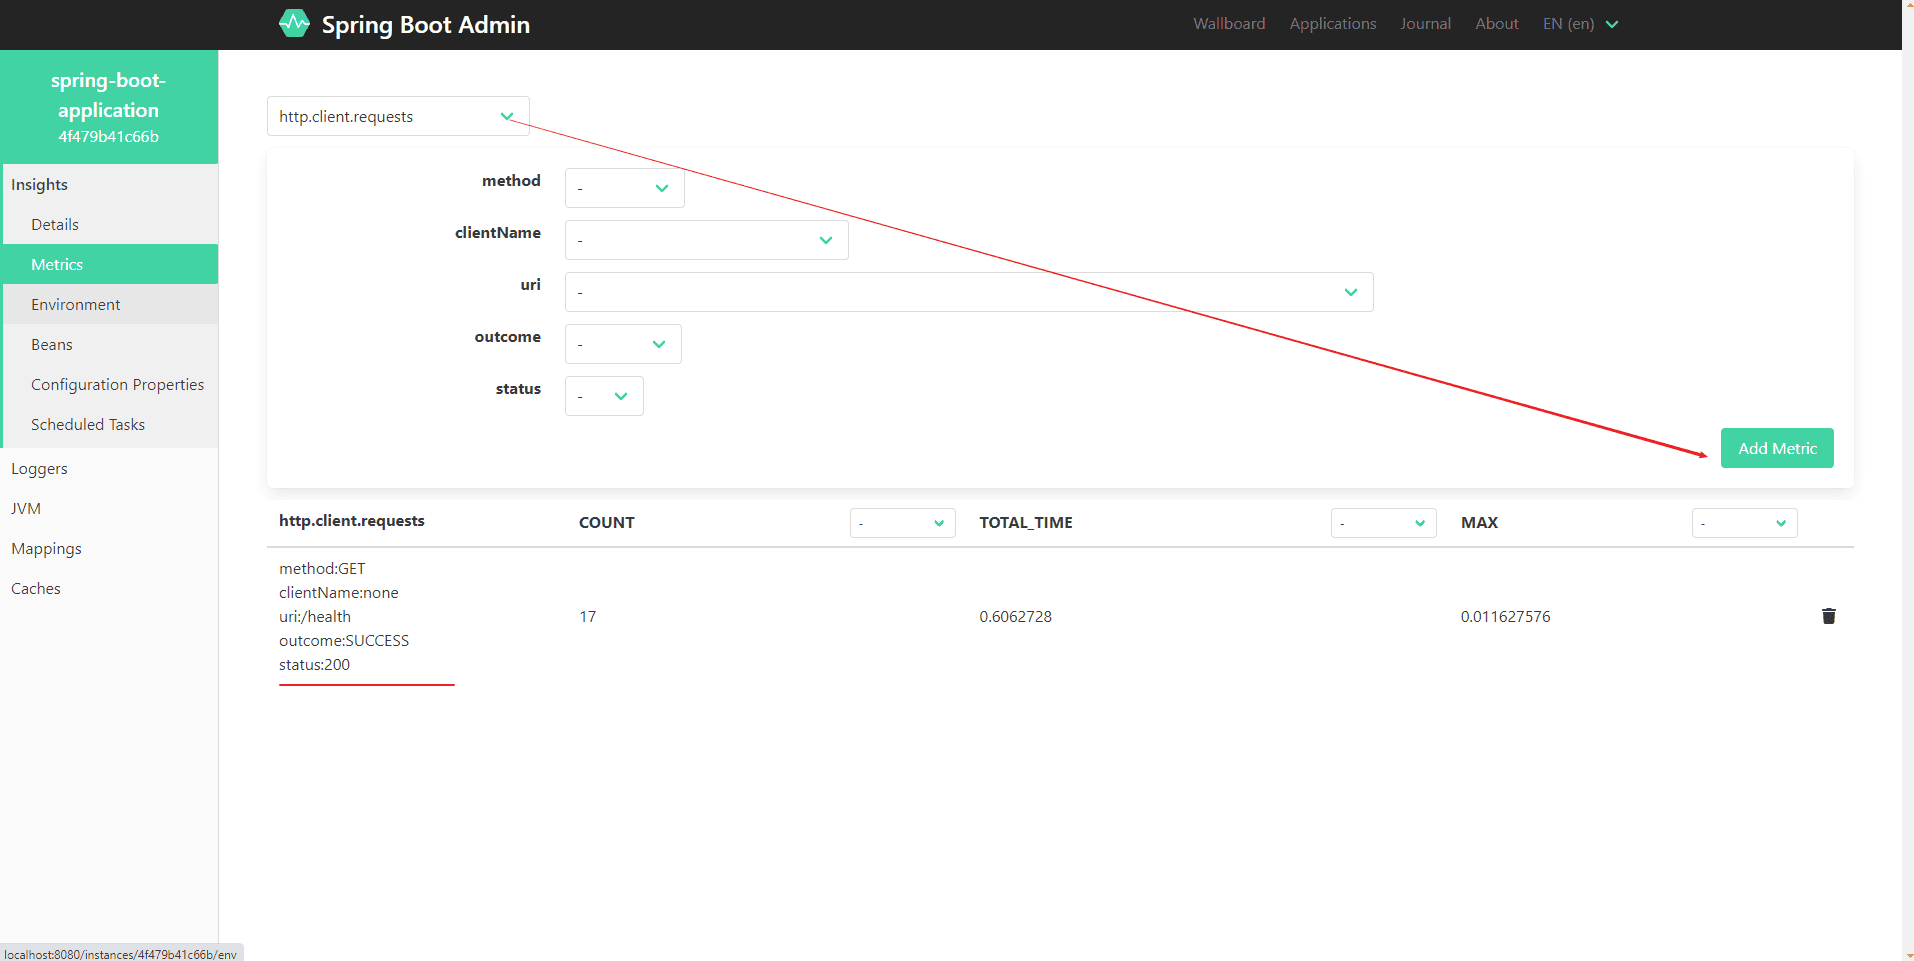 Spring Boot Admin
Wallboard Applications Journal About EN (en)
spring-boot-
application
4f479b41c66b
Insights
Details
Metrics
Environment
Beans
Configuration Properties
Scheduled Tasks
Loggers
JVM
Mappings
Caches
http.client.requests
method -
clientName -
uri -
outcome -
status -
Add Metric
http.client.requests COUNT - TOTAL_TIME - MAX -
method:GET
clientName:none
uri:/health 17 0.6062728 0.011627576
outcome:SUCCESS
status:200
localhost:8080/instances/4f479b41c66b/env